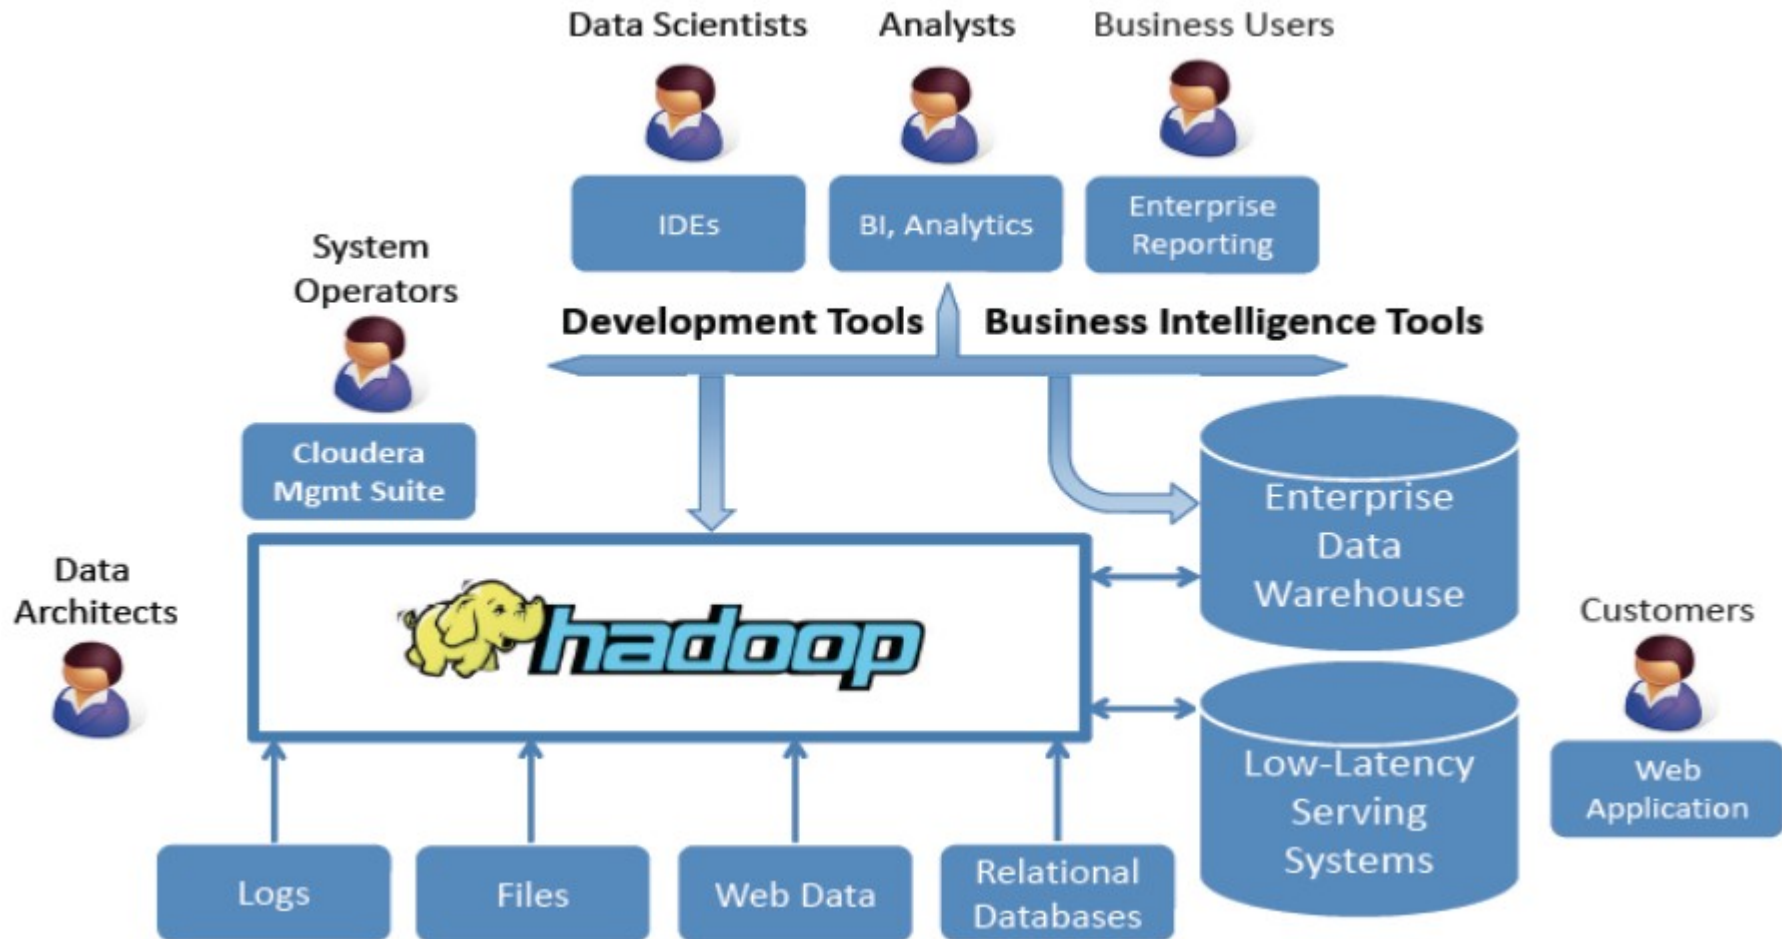 Data Scientists
Analysts
Business Users
IDEs
BI, Analytics
Enterprise
Reporting
System
Operators
Development Tools
Business Intelligence Tools
Cloudera
Mgmt Suite
Enterprise
Data
Warehouse
Data
Architects
hadoop
Customers
Low-Latency
Serving
Systems
Web
Application
Logs
Files
Web Data
Relational
Databases